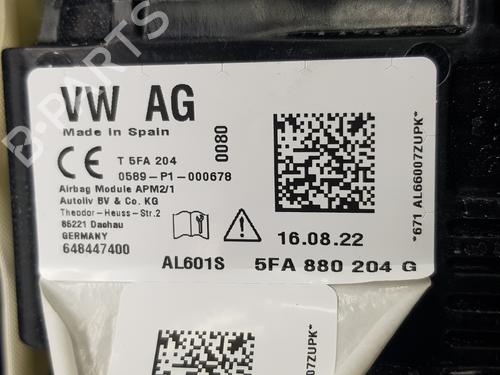 VW AG
Made in Spain
CE
T 5FA 204
0589-P1-000678
0080
Airbag Module APM2/1
Autoliv BV & Co. KG
Theodor-Heuss-Str.2
85221 Dachau
GERMANY
648447400
16.08.22
AL601S
5FA 880 204 G
*671 AL66007ZUPK*
007ZUPK*
B-PARTS